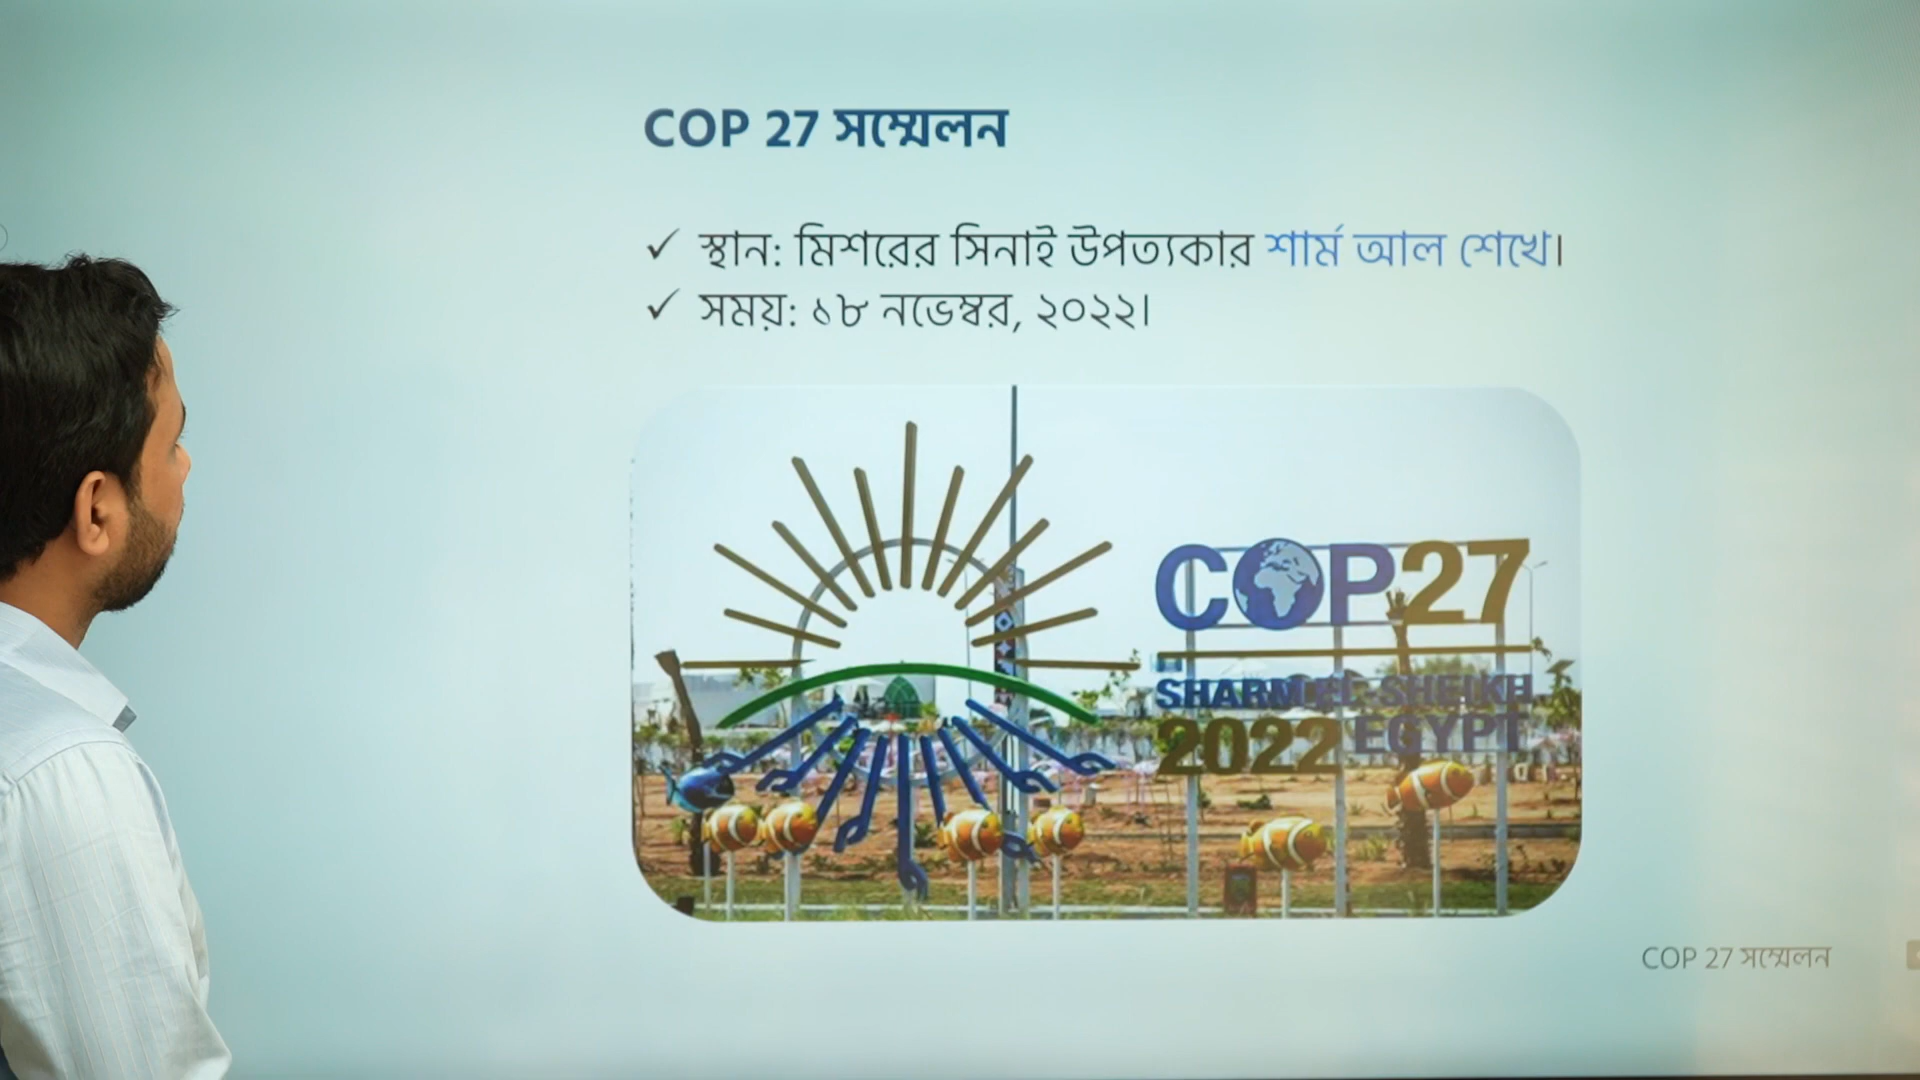 COP 27 সম্মেলন
✓ স্থান: মিশরের সিনাই উপত্যকার শার্ম আল শেখে।
✓ সময়: ১৮ নভেম্বর, ২০২২।
COP27
SHARM EL-SHEIKH
2022 EGYPT
COP 27 সম্মেলন